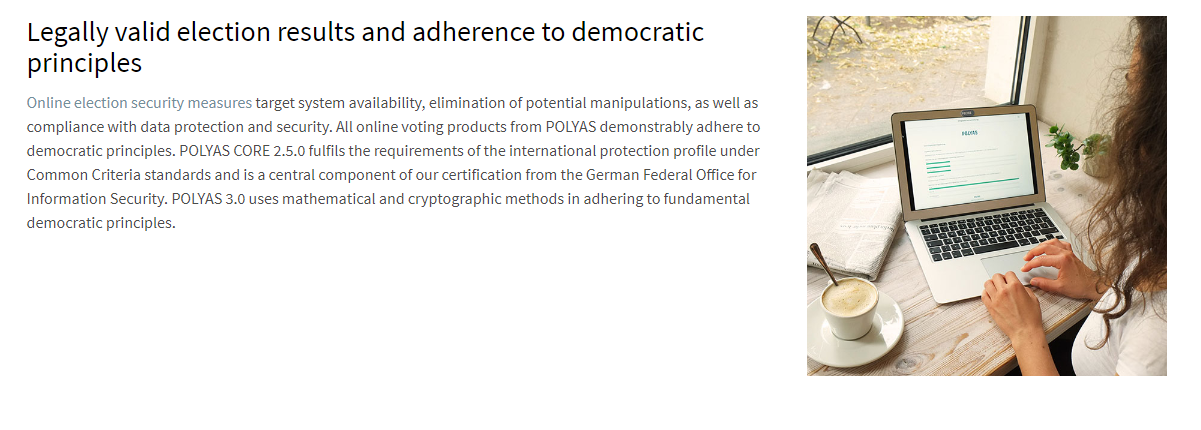 Legally valid election results and adherence to democratic
principles
Online election security measures target system availability, elimination of potential manipulations, as well as
compliance with data protection and security. All online voting products from POLYAS demonstrably adhere to
democratic principles. POLYAS CORE 2.5.0 fulfils the requirements of the international protection profile under
Common Criteria standards and is a central component of our certification from the German Federal Office for
Information Security. POLYAS 3.0 uses mathematical and cryptographic methods in adhering to fundamental
democratic principles.
POLYAS